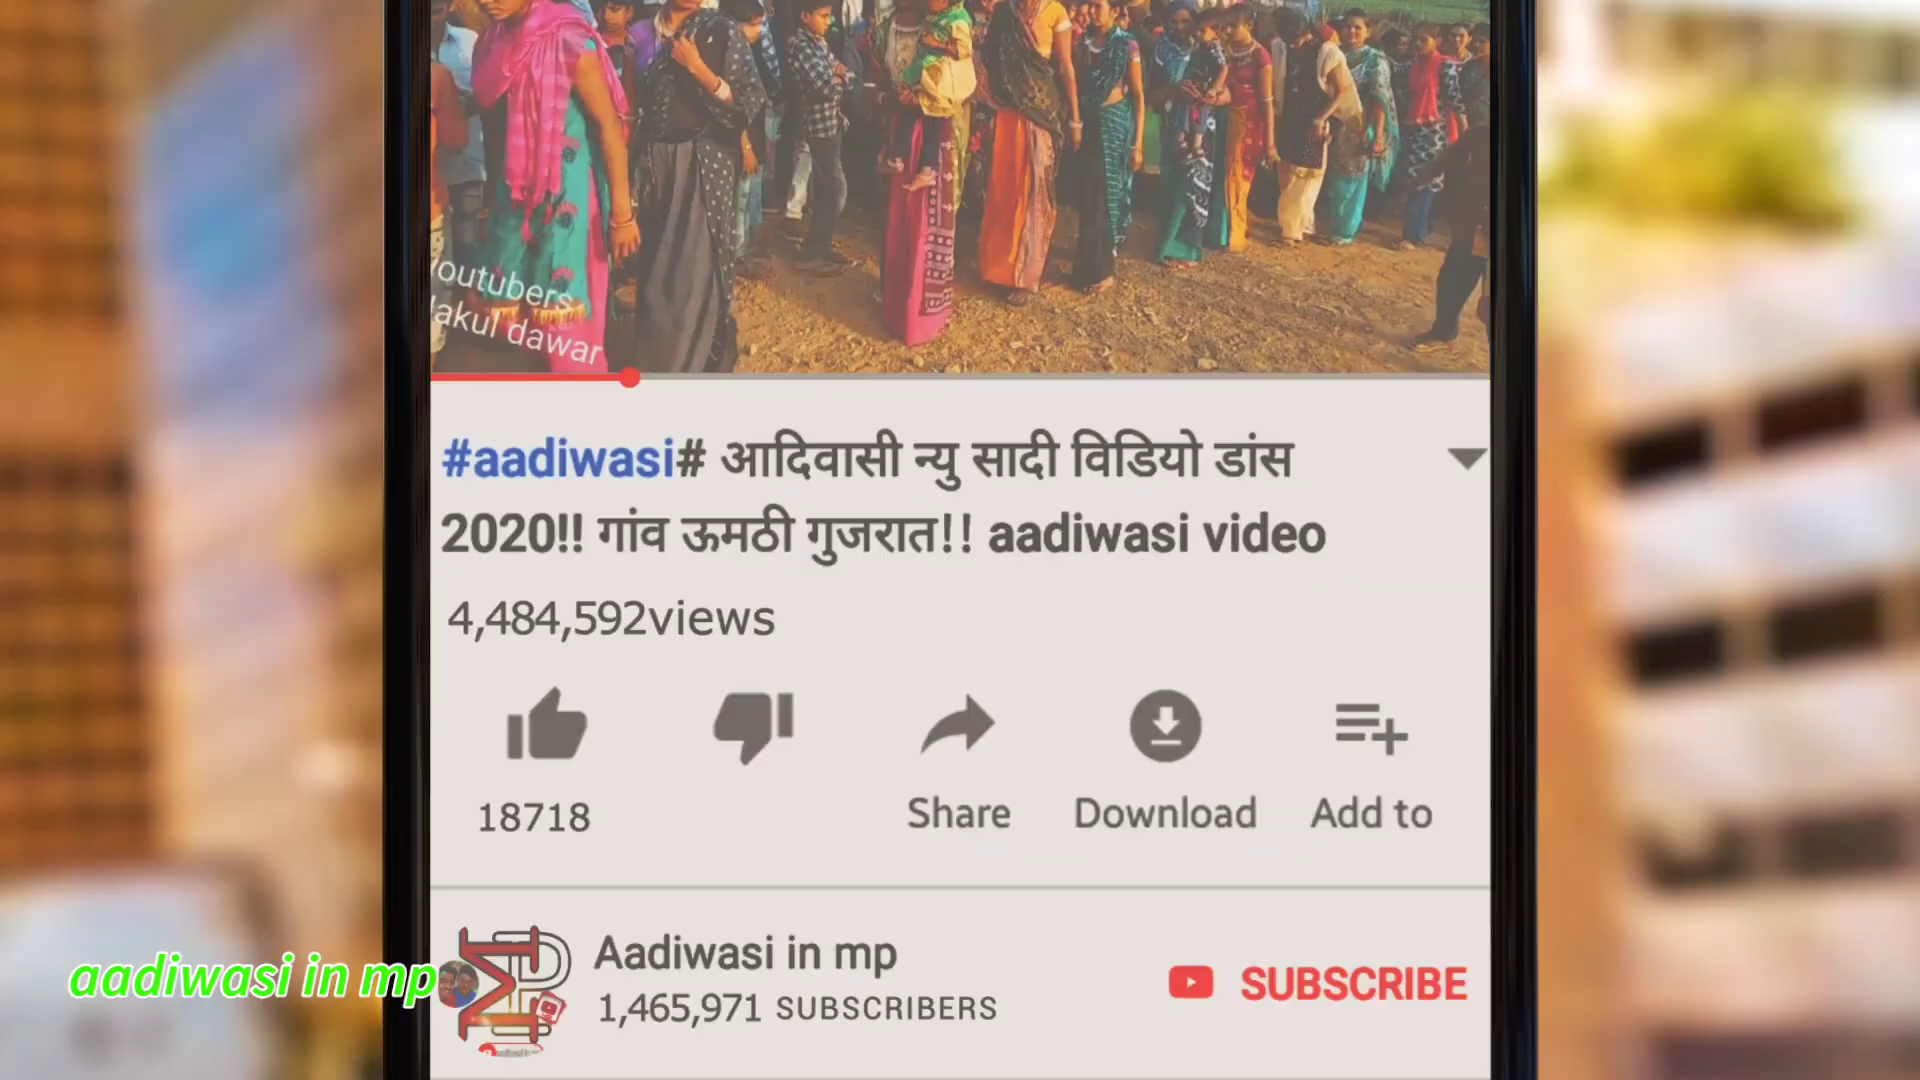 outubers
akul dawar
#aadiwasi# आदिवासी न्यु सादी विडियो डांस
2020!! गांव ऊमठी गुजरात!! aadiwasi video
4,484,592views
18718
Share
Download
Add to
Aadiwasi in mp
1,465,971 SUBSCRIBERS
SUBSCRIBE
aadiwasi in mp